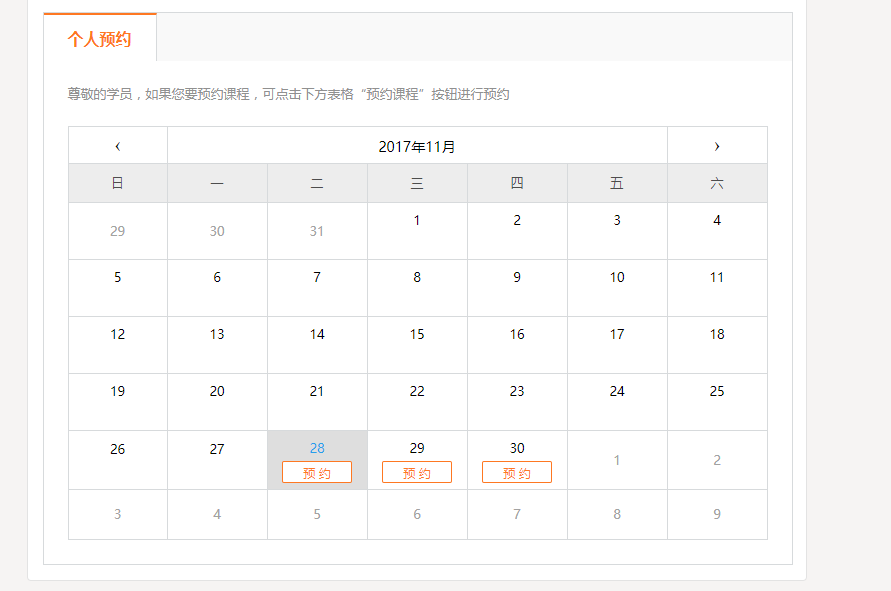 个人预约
尊敬的学员，如果您要预约课程，可点击下方表格“预约课程”按钮进行预约
‹ 2017年11月 ›
日 一 二 三 四 五 六
29 30 31 1 2 3 4
5 6 7 8 9 10 11
12 13 14 15 16 17 18
19 20 21 22 23 24 25
26 27 28 29 30 1 2
预 约 预 约 预 约
3 4 5 6 7 8 9